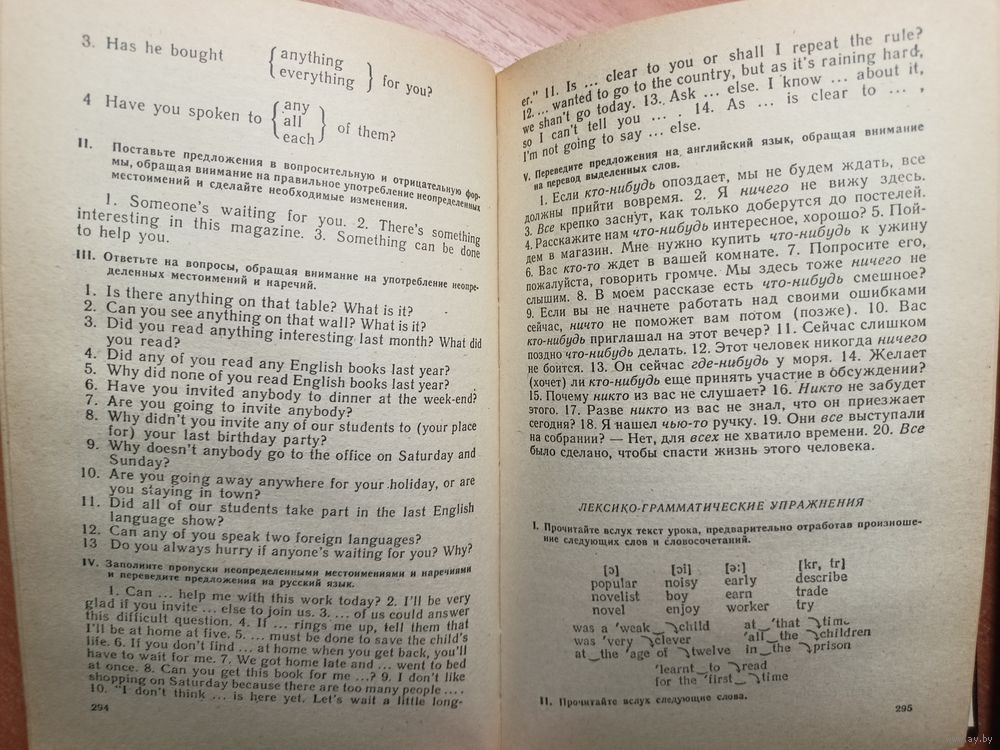 3. Has he bought { anything
everything } for you?
4 Have you spoken to { any
all
each } of them?
II. Поставьте предложения в вопросительную и отрицательную фор-
мы, обращая внимание на правильное употребление неопределенных
местоимений и сделайте необходимые изменения.
1. Someone's waiting for you. 2. There's something
interesting in this magazine. 3. Something can be done
to help you.
III. Ответьте на вопросы, обращая внимание на употребление неопре-
деленных местоимений и наречий.
1. Is there anything on that table? What is it?
2. Can you see anything on that wall? What is it?
3. Did you read anything interesting last month? What did
you read?
4. Did any of you read any English books last year?
5. Why did none of you read English books last year?
6. Have you invited anybody to dinner at the week-end?
7. Are you going to invite anybody?
8. Why didn't you invite any of our students to (your place
for) your last birthday party?
9. Why doesn't anybody go to the office on Saturday and
Sunday?
10. Are you going away anywhere for your holiday, or are
you staying in town?
11. Did all of our students take part in the last English
language show?
12. Can any of you speak two foreign languages?
13 Do you always hurry if anyone's waiting for you? Why?
IV. Заполните пропуски неопределенными местоимениями и наречиями
и переведите предложения на русский язык.
1. Can ... help me with this work today? 2. I'll be very
glad if you invite ... else to join us. 3. ... of us could answer
this difficult question. 4. If ... rings me up, tell them that
I'll be at home at five. 5. ... must be done to save the child's
life. 6. If you don't find ... at home when you get back, you'll
have to wait for me. 7. We got home late and ... went to bed
at once. 8. Can you get this book for me ...? 9. I don't like
shopping on Saturday because there are too many people ... .
10. "I don't think ... is here yet. Let's wait a little long-
294
er." 11. Is ... clear to you or shall I repeat the rule?
12. ... wanted to go to the country, but as it's raining hard,
we shan't go today. 13. Ask ... else. I know ... about it,
so I can't tell you ... . 14. As ... is clear to ... ,
I'm not going to say ... else.
V. Переведите предложения на английский язык, обращая внимание
на перевод выделенных слов.
1. Если кто-нибудь опоздает, мы не будем ждать, все
должны прийти вовремя. 2. Я ничего не вижу здесь.
3. Все крепко заснут, как только доберутся до постелей.
4. Расскажите нам что-нибудь интересное, хорошо? 5. Пой-
дем в магазин. Мне нужно купить что-нибудь к ужину
6. Вас кто-то ждет в вашей комнате. 7. Попросите его,
пожалуйста, говорить громче. Мы здесь тоже ничего не
слышим. 8. В моем рассказе есть что-нибудь смешное?
9. Если вы не начнете работать над своими ошибками
сейчас, ничто не поможет вам потом (позже). 10. Вас
кто-нибудь приглашал на этот вечер? 11. Сейчас слишком
поздно что-нибудь делать. 12. Этот человек никогда ничего
не боится. 13. Он сейчас где-нибудь у моря. 14. Желает
(хочет) ли кто-нибудь еще принять участие в обсуждении?
15. Почему никто из вас не слушает? 16. Никто не забудет
этого. 17. Разве никто из вас не знал, что он приезжает
сегодня? 18. Я нашел чью-то ручку. 19. Они все выступали
на собрании? — Нет, для всех не хватило времени. 20. Все
было сделано, чтобы спасти жизнь этого человека.
ЛЕКСИКО-ГРАММАТИЧЕСКИЕ УПРАЖНЕНИЯ
I. Прочитайте вслух текст урока, предварительно отработав произноше-
ние следующих слов и словосочетаний.
[ɔ] [ɔi] [ə:] [kr, tr]
popular noisy early describe
novelist boy earn trade
novel enjoy worker try
was a 'weak‿ ↘child at‿'that ↘time
was 'very ↘clever 'all‿the ↘children
at‿the 'age of ↘twelve in‿the ↘prison
'learnt‿to ↘read
for the 'first‿ ↘time
II. Прочитайте вслух следующие слова.
295
www.ay.by